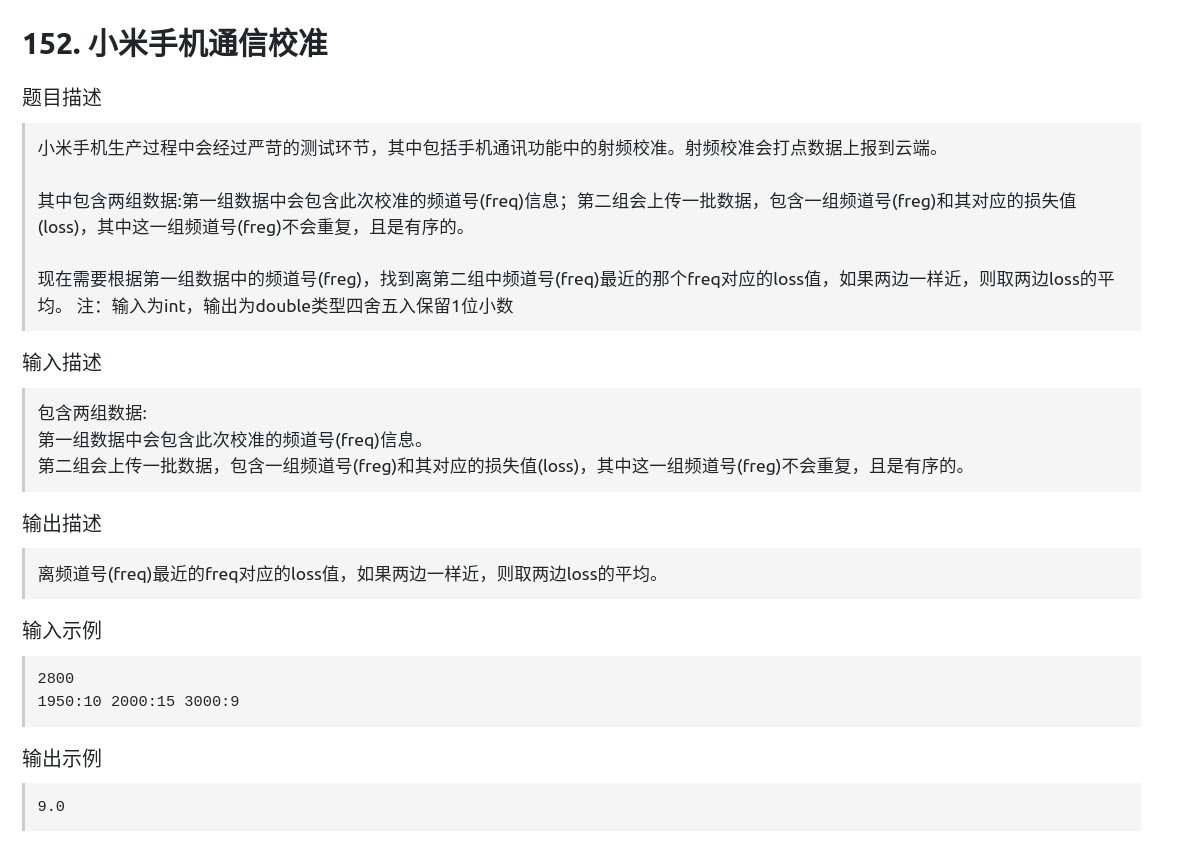 152. 小米手机通信校准
题目描述
小米手机生产过程中会经过严苛的测试环节，其中包括手机通讯功能中的射频校准。射频校准会打点数据上报到云端。
其中包含两组数据:第一组数据中会包含此次校准的频道号(freq)信息；第二组会上传一批数据，包含一组频道号(freg)和其对应的损失值
(loss)，其中这一组频道号(freg)不会重复，且是有序的。
现在需要根据第一组数据中的频道号(freg)，找到离第二组中频道号(freq)最近的那个freq对应的loss值，如果两边一样近，则取两边loss的平
均。 注：输入为int，输出为double类型四舍五入保留1位小数
输入描述
包含两组数据:
第一组数据中会包含此次校准的频道号(freq)信息。
第二组会上传一批数据，包含一组频道号(freg)和其对应的损失值(loss)，其中这一组频道号(freg)不会重复，且是有序的。
输出描述
离频道号(freq)最近的freq对应的loss值，如果两边一样近，则取两边loss的平均。
输入示例
2800
1950:10 2000:15 3000:9
输出示例
9.0